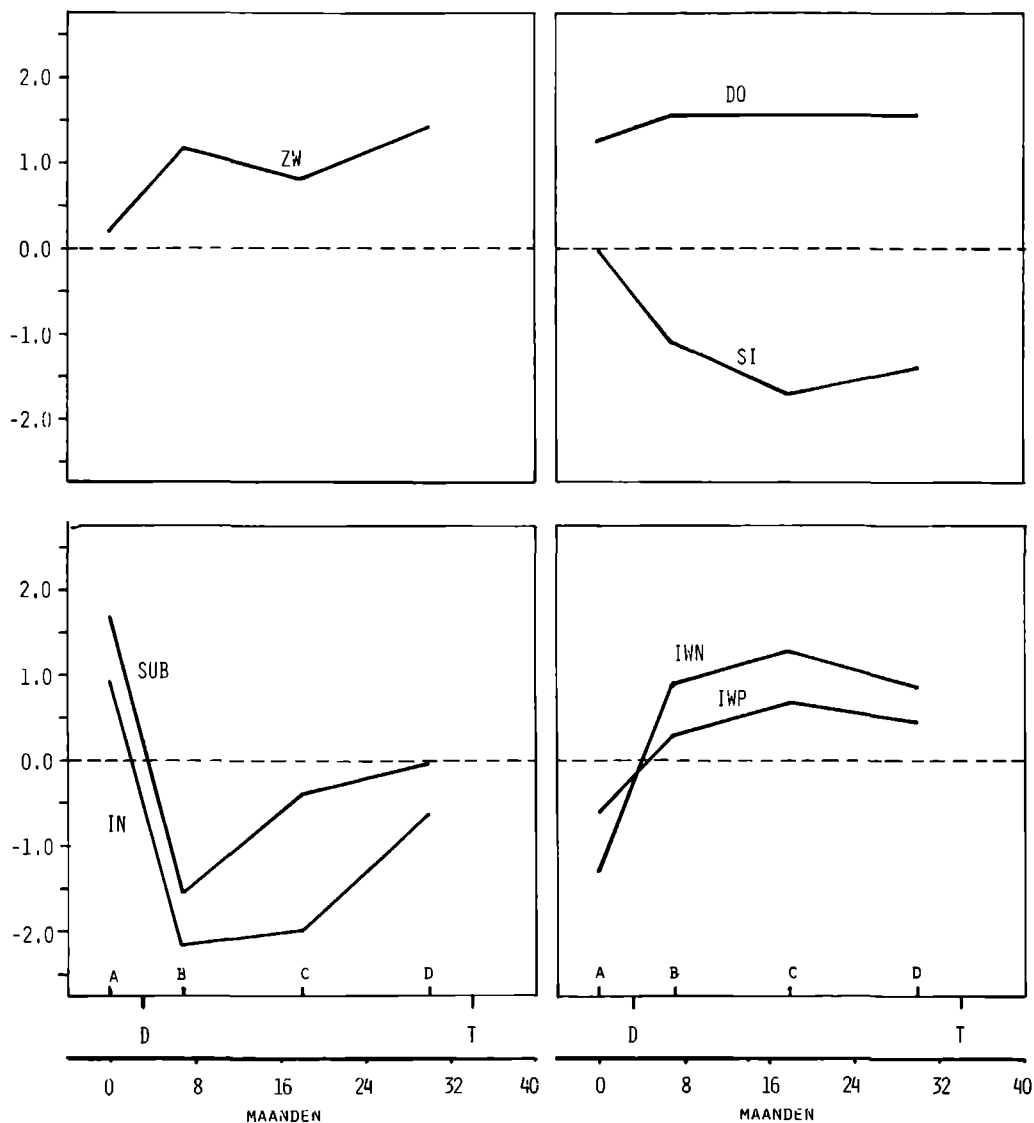 2.0
1.0
0.0
-1.0
-2.0
ZW
DO
SI
2.0
1.0
0.0
-1.0
-2.0
SUB
IN
IWN
IWP
A B C D
A B C D
D T
D T
0 8 16 24 32 40
0 8 16 24 32 40
MAANDEN
MAANDEN